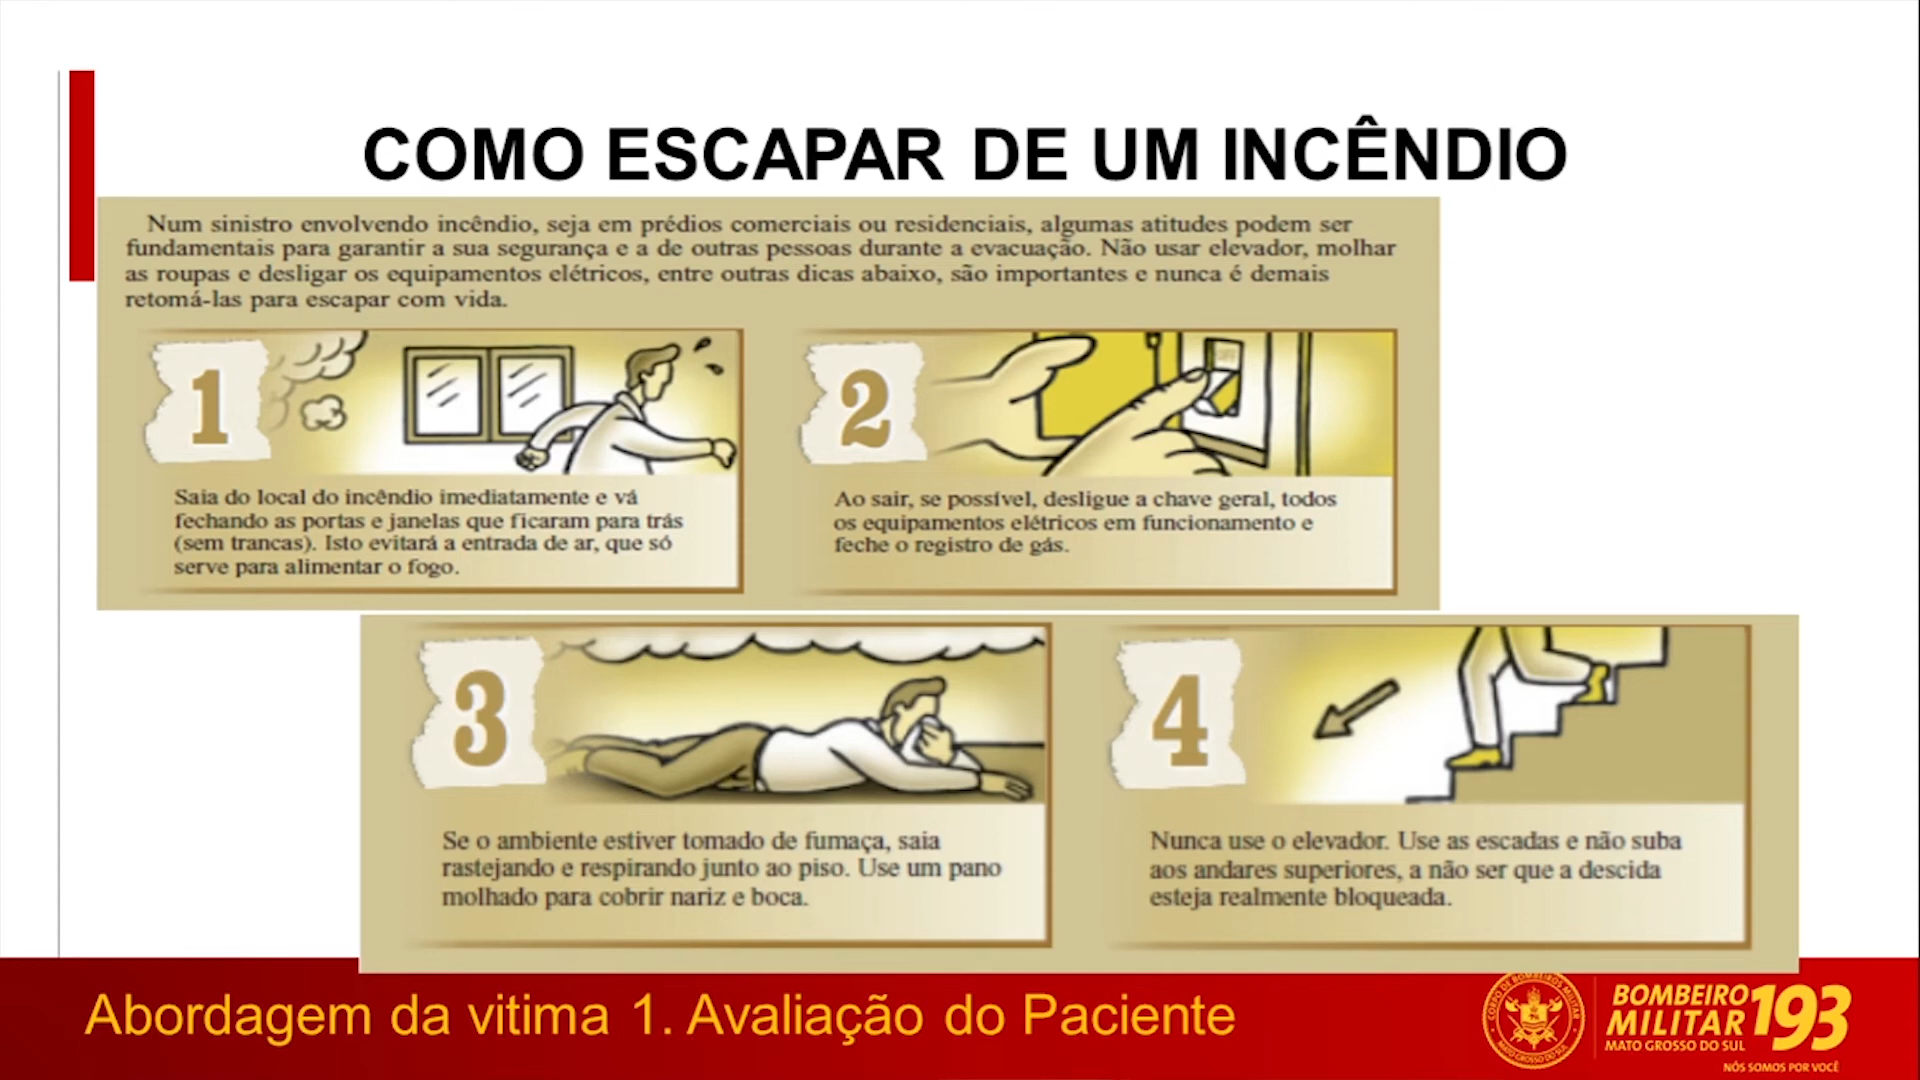 COMO ESCAPAR DE UM INCÊNDIO
Num sinistro envolvendo incêndio, seja em prédios comerciais ou residenciais, algumas atitudes podem ser
fundamentais para garantir a sua segurança e a de outras pessoas durante a evacuação. Não usar elevador, molhar
as roupas e desligar os equipamentos elétricos, entre outras dicas abaixo, são importantes e nunca é demais
retomá-las para escapar com vida.
1
Saia do local do incêndio imediatamente e vá
fechando as portas e janelas que ficaram para trás
(sem trancas). Isto evitará a entrada de ar, que só
serve para alimentar o fogo.
2
Ao sair, se possível, desligue a chave geral, todos
os equipamentos elétricos em funcionamento e
feche o registro de gás.
3
Se o ambiente estiver tomado de fumaça, saia
rastejando e respirando junto ao piso. Use um pano
molhado para cobrir nariz e boca.
4
Nunca use o elevador. Use as escadas e não suba
aos andares superiores, a não ser que a descida
esteja realmente bloqueada.
Abordagem da vitima 1. Avaliação do Paciente
CORPO DE BOMBEIROS MILITAR
MATO GROSSO DO SUL
BOMBEIRO
MILITAR 193
MATO GROSSO DO SUL
NÓS SOMOS POR VOCÊ